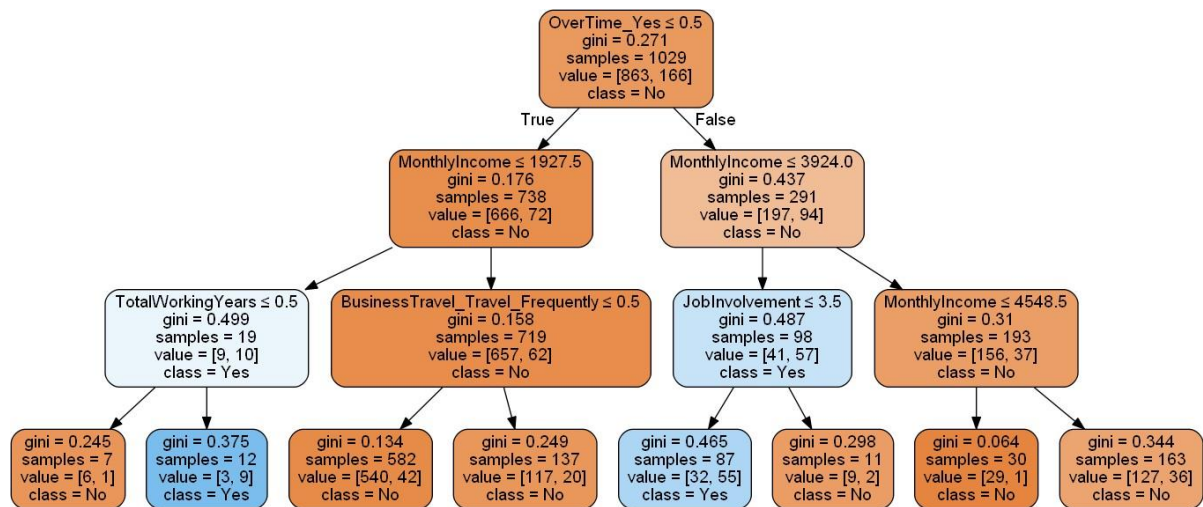 OverTime_Yes ≤ 0.5
gini = 0.271
samples = 1029
value = [863, 166]
class = No
True
False
MonthlyIncome ≤ 1927.5
gini = 0.176
samples = 738
value = [666, 72]
class = No
MonthlyIncome ≤ 3924.0
gini = 0.437
samples = 291
value = [197, 94]
class = No
TotalWorkingYears ≤ 0.5
gini = 0.499
samples = 19
value = [9, 10]
class = Yes
BusinessTravel_Travel_Frequently ≤ 0.5
gini = 0.158
samples = 719
value = [657, 62]
class = No
JobInvolvement ≤ 3.5
gini = 0.487
samples = 98
value = [41, 57]
class = Yes
MonthlyIncome ≤ 4548.5
gini = 0.31
samples = 193
value = [156, 37]
class = No
gini = 0.245
samples = 7
value = [6, 1]
class = No
gini = 0.375
samples = 12
value = [3, 9]
class = Yes
gini = 0.134
samples = 582
value = [540, 42]
class = No
gini = 0.249
samples = 137
value = [117, 20]
class = No
gini = 0.465
samples = 87
value = [32, 55]
class = Yes
gini = 0.298
samples = 11
value = [9, 2]
class = No
gini = 0.064
samples = 30
value = [29, 1]
class = No
gini = 0.344
samples = 163
value = [127, 36]
class = No